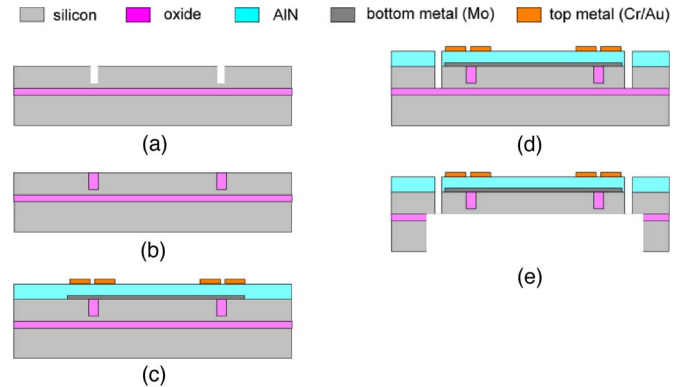 silicon oxide AlN bottom metal (Mo) top metal (Cr/Au)
(a)
(b)
(c)
(d)
(e)